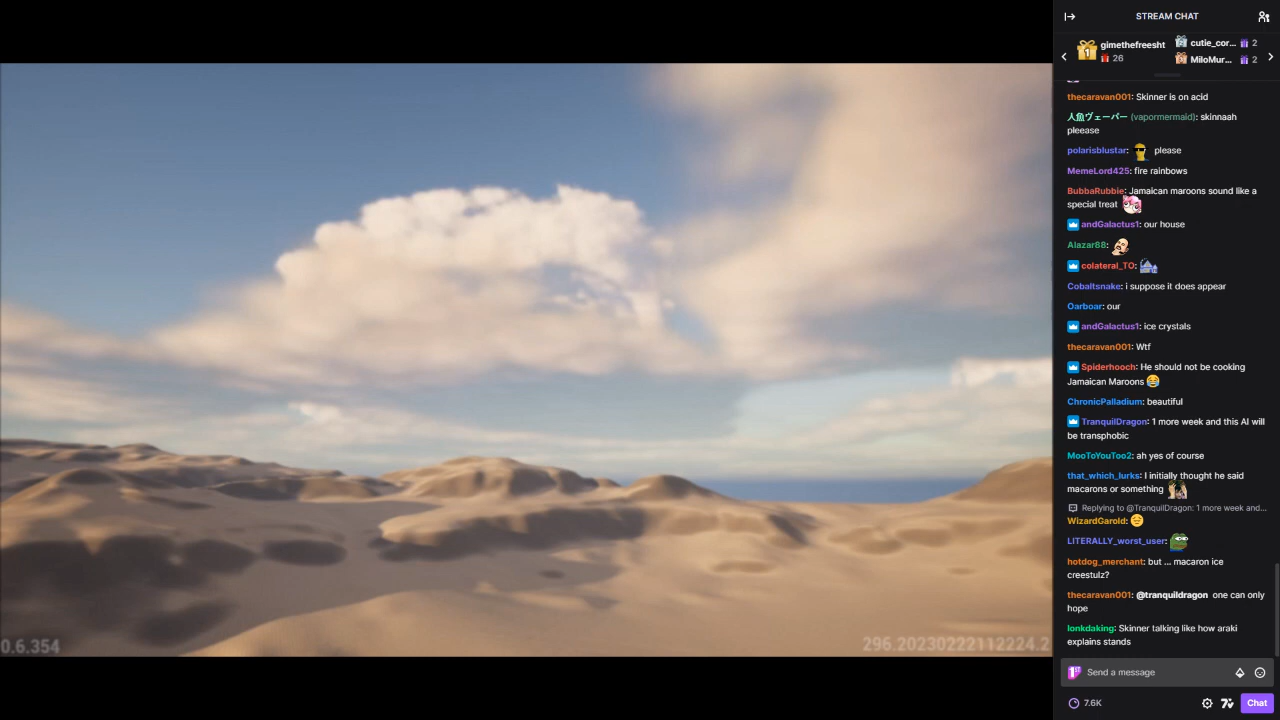 STREAM CHAT
gimethefreesht
26
cutie_cor... 2
MiloMur... 2
thecaravan001: Skinner is on acid
人魚ヴェーパー (vapormermaid): skinnaah
pleease
polarisblustar: please
MemeLord425: fire rainbows
BubbaRubbie: Jamaican maroons sound like a
special treat
andGalactus1: our house
Alazar88:
colateral_TO:
Cobaltsnake: i suppose it does appear
Oarboar: our
andGalactus1: ice crystals
thecaravan001: Wtf
Spiderhooch: He should not be cooking
Jamaican Maroons
ChronicPalladium: beautiful
TranquilDragon: 1 more week and this AI will
be transphobic
MooToYouToo2: ah yes of course
that_which_lurks: I initially thought he said
macarons or something
Replying to @TranquilDragon: 1 more week and...
WizardGarold:
LITERALLY_worst_user:
hotdog_merchant: but ... macaron ice
creestulz?
thecaravan001: @tranquildragon one can only
hope
lonkdaking: Skinner talking like how araki
explains stands
0.6.354
296.20230222112224.2
Send a message
7.6K
Chat